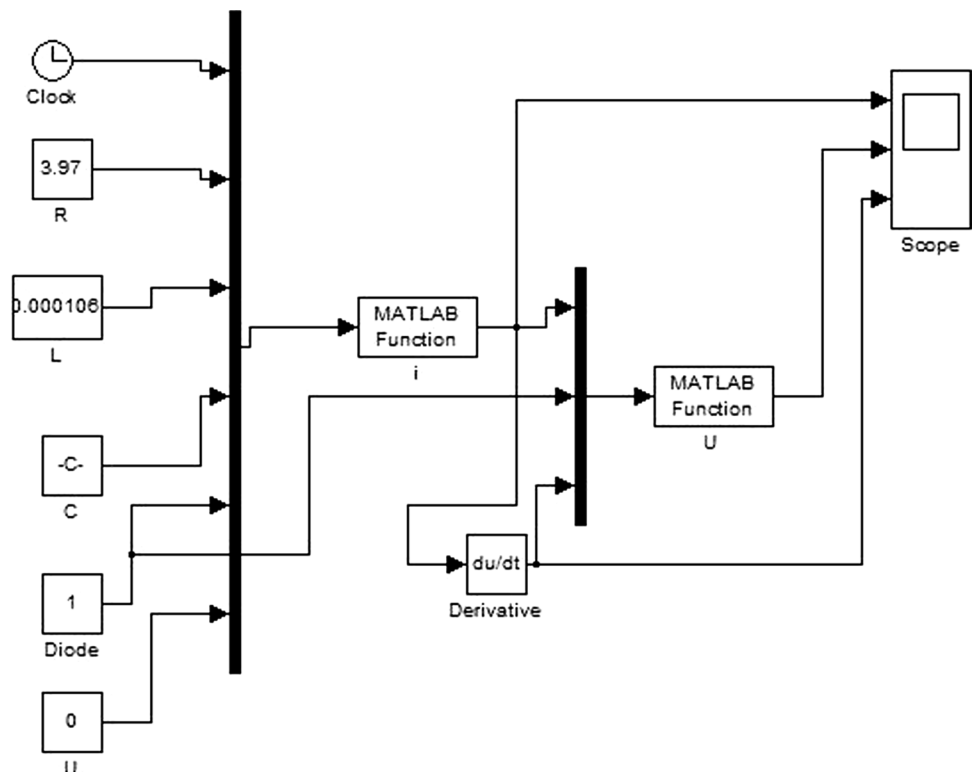 Clock
3.97
R
0.000106
L
-C-
C
1
Diode
0
U
MATLAB
Function
i
MATLAB
Function
U
du/dt
Derivative
Scope